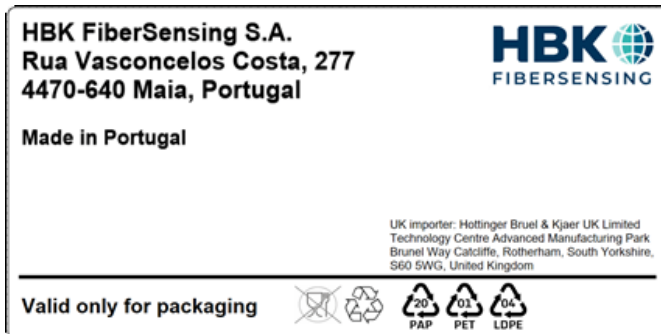 HBK FiberSensing S.A.
Rua Vasconcelos Costa, 277
4470-640 Maia, Portugal
Made in Portugal
HBK
FIBERSENSING
UK importer: Hottinger Bruel & Kjaer UK Limited
Technology Centre Advanced Manufacturing Park
Brunel Way Catcliffe, Rotherham, South Yorkshire,
S60 5WG, United Kingdom
Valid only for packaging
20 01 04
PAP PET LDPE